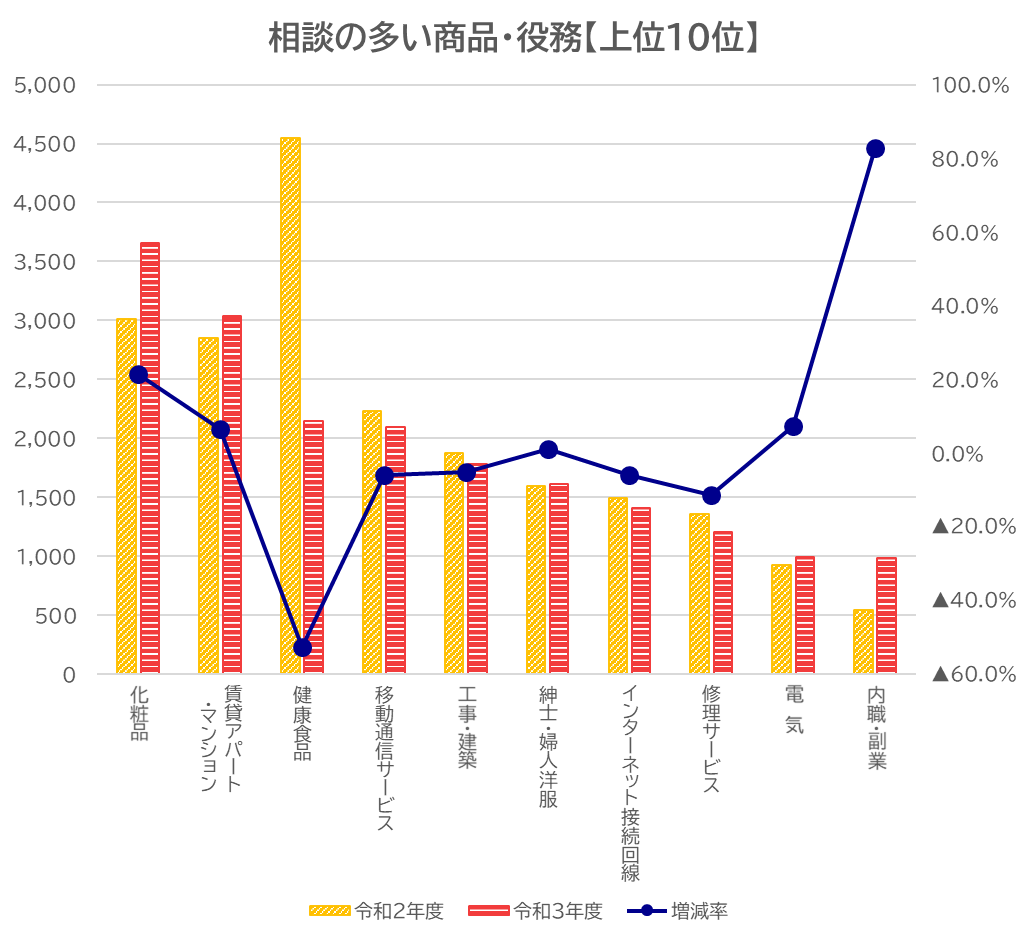 相談の多い商品・役務【上位10位】
5,000
4,500
4,000
3,500
3,000
2,500
2,000
1,500
1,000
500
0
100.0%
80.0%
60.0%
40.0%
20.0%
0.0%
▲20.0%
▲40.0%
▲60.0%
化粧品
賃貸アパート
・マンション
健康食品
移動通信サービス
工事・建築
紳士・婦人洋服
インターネット接続回線
修理サービス
電 気
内職・副業
令和2年度
令和3年度
増減率